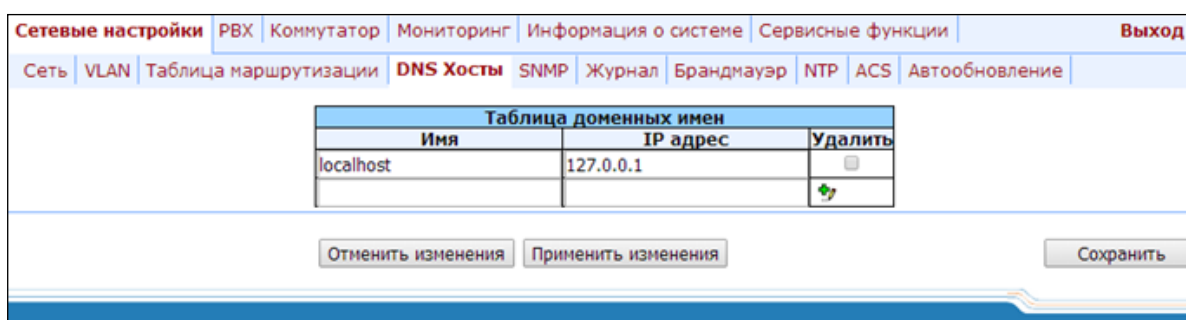 Сетевые настройки PBX Коммутатор Мониторинг Информация о системе Сервисные функции Выход
Сеть VLAN Таблица маршрутизации DNS Хосты SNMP Журнал Брандмауэр NTP ACS Автообновление
Таблица доменных имен
Имя IP адрес Удалить
localhost 127.0.0.1
Отменить изменения Применить изменения Сохранить